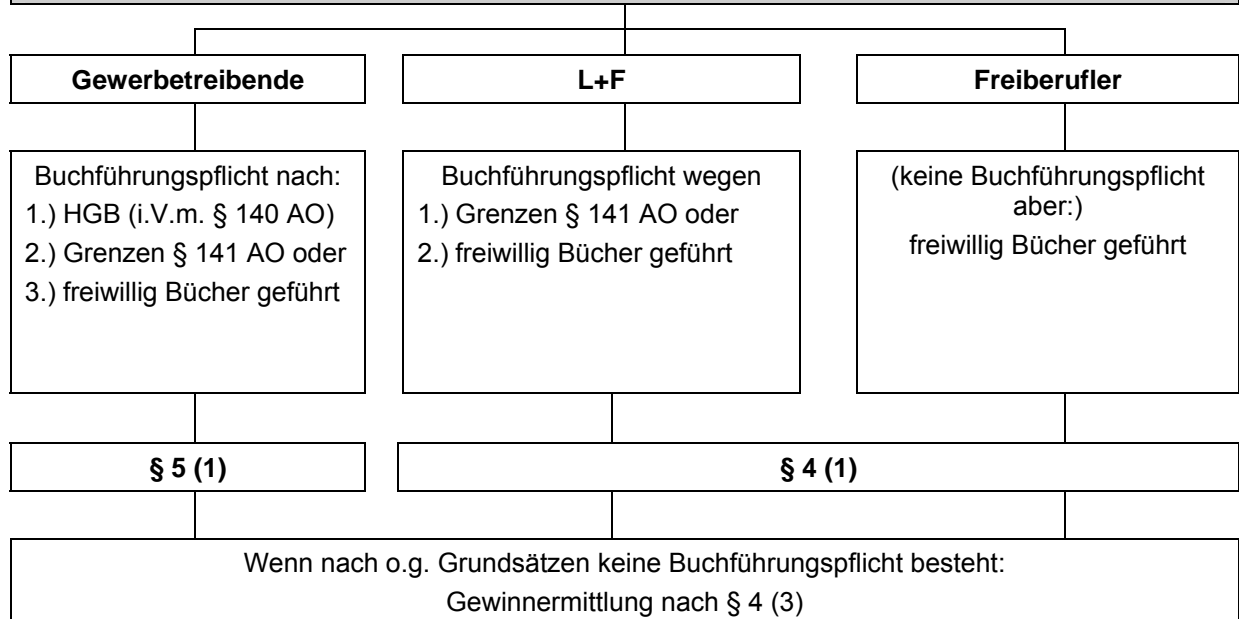 Gewerbetreibende
L+F
Freiberufler
Buchführungspflicht nach:
1.) HGB (i.V.m. § 140 AO)
2.) Grenzen § 141 AO oder
3.) freiwillig Bücher geführt
Buchführungspflicht wegen
1.) Grenzen § 141 AO oder
2.) freiwillig Bücher geführt
(keine Buchführungspflicht
aber:)
freiwillig Bücher geführt
§ 5 (1)
§ 4 (1)
Wenn nach o.g. Grundsätzen keine Buchführungspflicht besteht:
Gewinnermittlung nach § 4 (3)